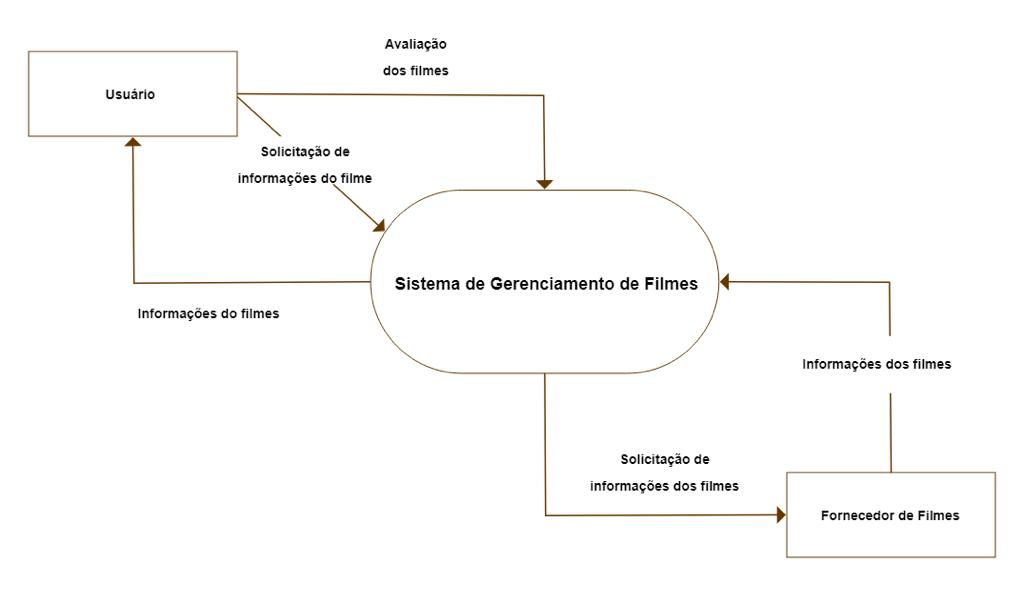 Avaliação
dos filmes
Usuário
Solicitação de
informações do filme
Sistema de Gerenciamento de Filmes
Informações do filmes
Informações dos filmes
Solicitação de
informações dos filmes
Fornecedor de Filmes